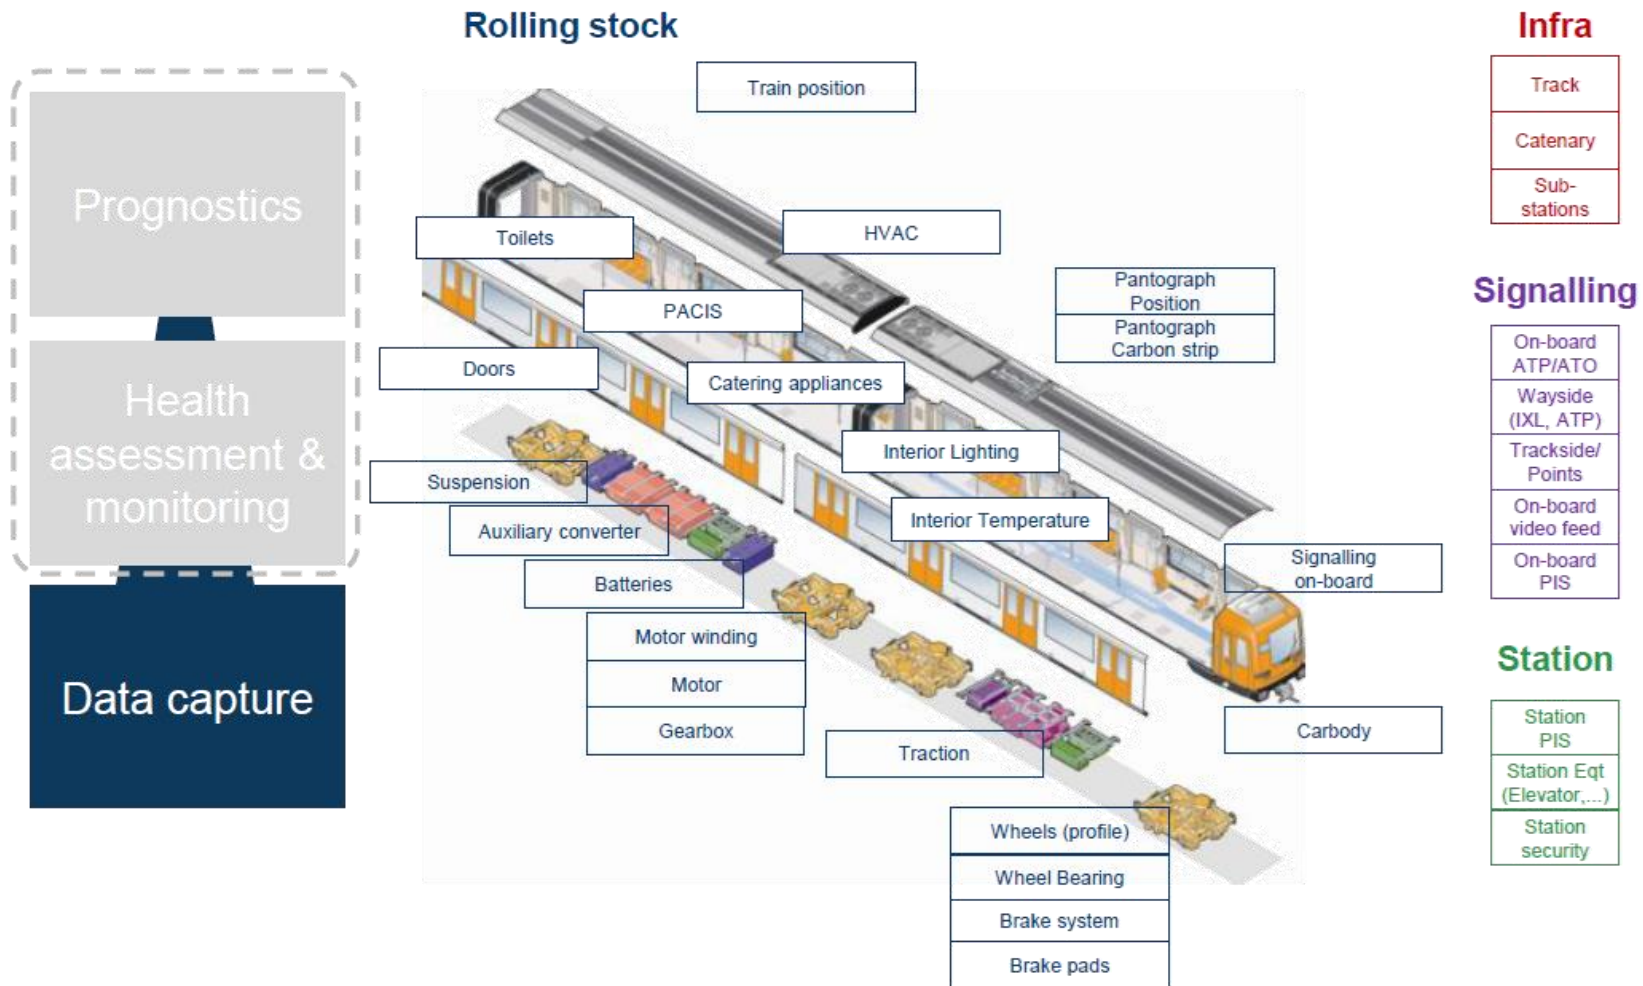 Rolling stock
Infra
Prognostics
Health
assessment &
monitoring
Data capture
Train position
Toilets
HVAC
PACIS
Pantograph
Position
Pantograph
Carbon strip
Doors
Catering appliances
Interior Lighting
Suspension
Interior Temperature
Auxiliary converter
Signalling
on-board
Batteries
Motor winding
Motor
Gearbox
Traction
Carbody
Wheels (profile)
Wheel Bearing
Brake system
Brake pads
Track
Catenary
Sub-
stations
Signalling
On-board
ATP/ATO
Wayside
(IXL, ATP)
Trackside/
Points
On-board
video feed
On-board
PIS
Station
Station
PIS
Station Eqt
(Elevator,...)
Station
security